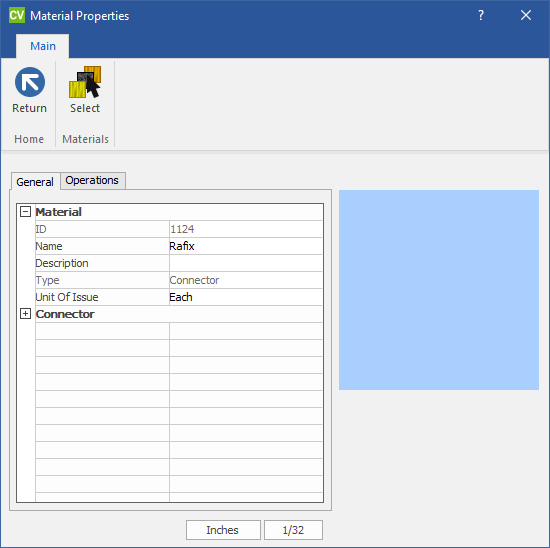 CV Material Properties ?
Main
Return Select
Home Materials
General Operations
Material
ID 1124
Name Rafix
Description
Type Connector
Unit Of Issue Each
Connector
Inches 1/32